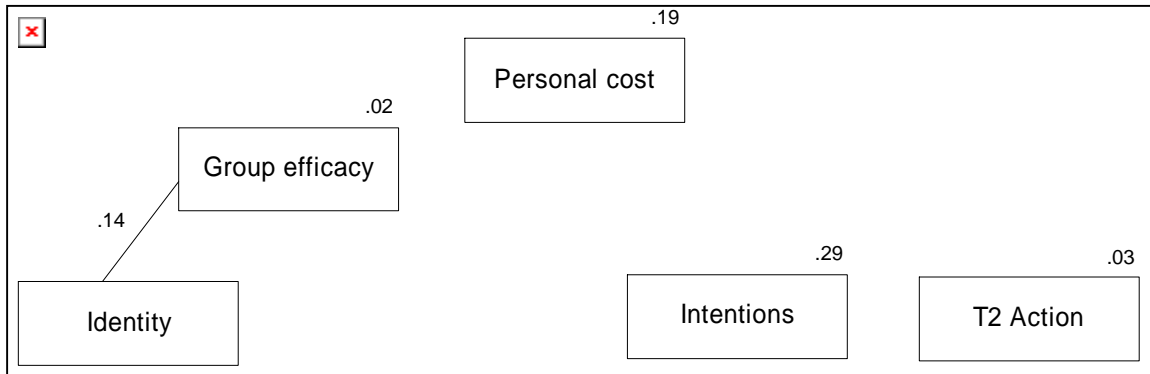 .19
Personal cost
.02
Group efficacy
.14
Identity
.29
Intentions
.03
T2 Action